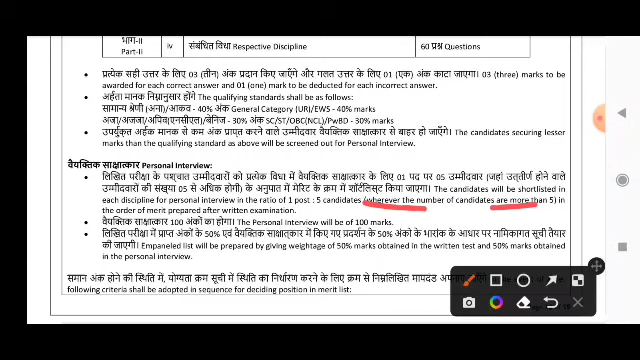 भाग-II
Part-II
iv
संबंधित विधा Respective Discipline
60 प्रश्न Questions
• प्रत्येक सही उत्तर के लिए 03 (तीन) अंक प्रदान किए जाएँगे और गलत उत्तर के लिए 01 (एक) अंक काटा जाएगा। 03 (three) marks to
be awarded for each correct answer and 01 (one) mark to be deducted for each incorrect answer.
• अर्हता मानक निम्नानुसार होंगे The qualifying standards shall be as follows:
सामान्य श्रेणी (अना)/आकव - 40% अंक General Category (UR)/EWS - 40% marks
अजा/अजजा/अपिव(एनसीएल)/बेनिज - 30% अंक SC/ST/OBC(NCL)/PwBD - 30% marks
• उपर्युक्त अर्हक मानक से कम अंक प्राप्त करने वाले उम्मीदवार वैयक्तिक साक्षात्कार से बाहर हो जाएँगे। The candidates securing lesser
marks than the qualifying standard as above will be screened out for Personal Interview.
वैयक्तिक साक्षात्कार Personal Interview:
• लिखित परीक्षा के पश्चात उम्मीदवारों को प्रत्येक विधा में वैयक्तिक साक्षात्कार के लिए 01 पद पर 05 उम्मीदवार (जहां उत्तीर्ण होने वाले
उम्मीदवारों की संख्या 05 से अधिक होगी) के अनुपात में मेरिट के क्रम में शॉर्टलिस्ट किया जाएगा। The candidates will be shortlisted in
each discipline for personal interview in the ratio of 1 post : 5 candidates (wherever the number of candidates are more than 5) in
the order of merit prepared after written examination.
• वैयक्तिक साक्षात्कार 100 अंकों का होगा। The Personal Interview will be of 100 marks.
• लिखित परीक्षा में प्राप्त अंकों के 50% एवं वैयक्तिक साक्षात्कार में किए गए प्रदर्शन के 50% अंकों के भारांक के आधार पर नामिकागत सूची तैयार
की जाएगी। Empaneled list will be prepared by giving weightage of 50% marks obtained in the written test and 50% marks obtained
in the personal interview.
समान अंक होने की स्थिति में, योग्यता क्रम सूची में स्थिति का निर्धारण करने के लिए क्रम से निम्नलिखित मापदंड
following criteria shall be adopted in sequence for deciding position in merit list: